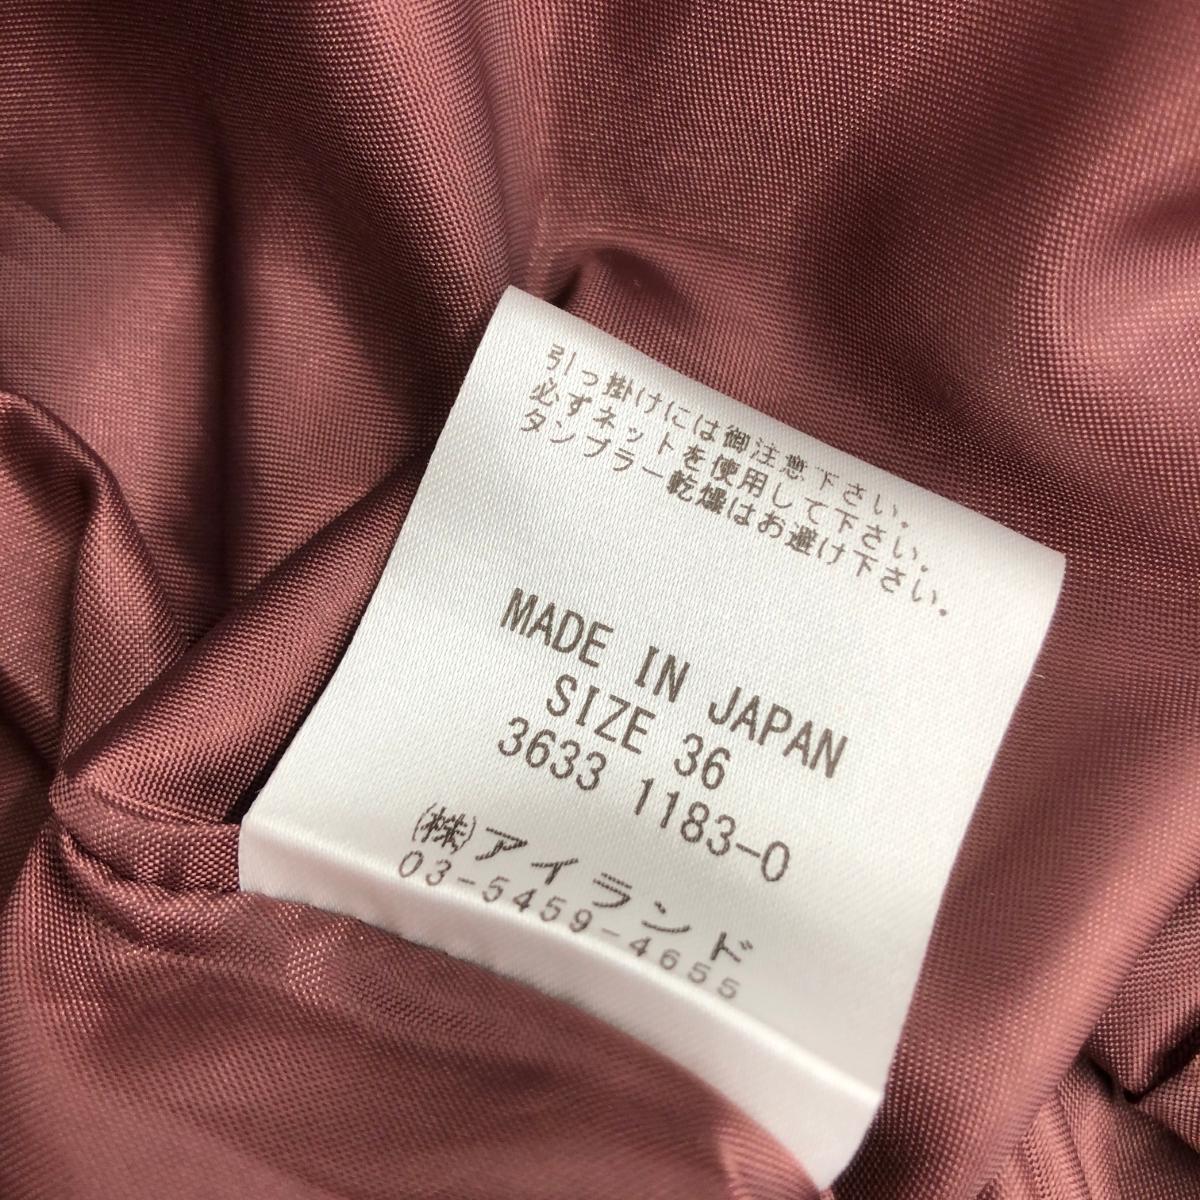 引っ掛けには御注意下さい。
必ずネットを使用して下さい。
タンブラー乾燥はお避け下さい。
MADE IN JAPAN
SIZE 36
3633 1183-0
(株)アイランド
03-5459-4655